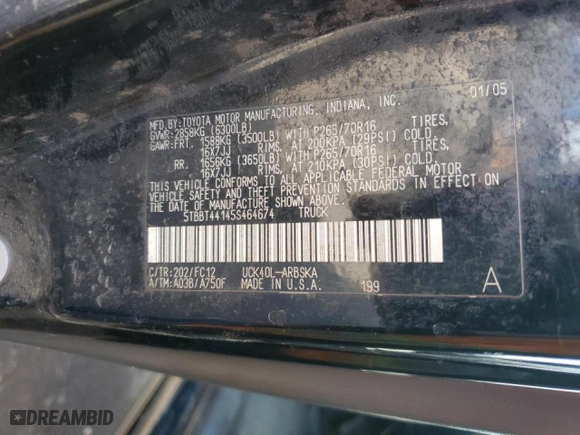 MFD.BY:TOYOTA MOTOR MANUFACTURING, INDIANA, INC. 01/05
GVWR:2858KG (6300LB)
GAWR:FRT. 1588KG (3500LB) WITH P265/70R16 TIRES,
16X7JJ RIMS, AT 200KPA (29PSI) COLD
RR. 1656KG (3650LB) WITH P265/70R16 TIRES,
16X7JJ RIMS, AT 210KPA (30PSI) COLD
THIS VEHICLE CONFORMS TO ALL APPLICABLE FEDERAL MOTOR
VEHICLE SAFETY AND THEFT PREVENTION STANDARDS IN EFFECT ON
THE DATE OF MANUFACTURE SHOWN ABOVE.
5TBBT44145S464674 TRUCK
C/TR:202/FC12 UCK40L-ARBSKA A
A/TM:A03B/A750F MADE IN U.S.A. 199
DREAMBID